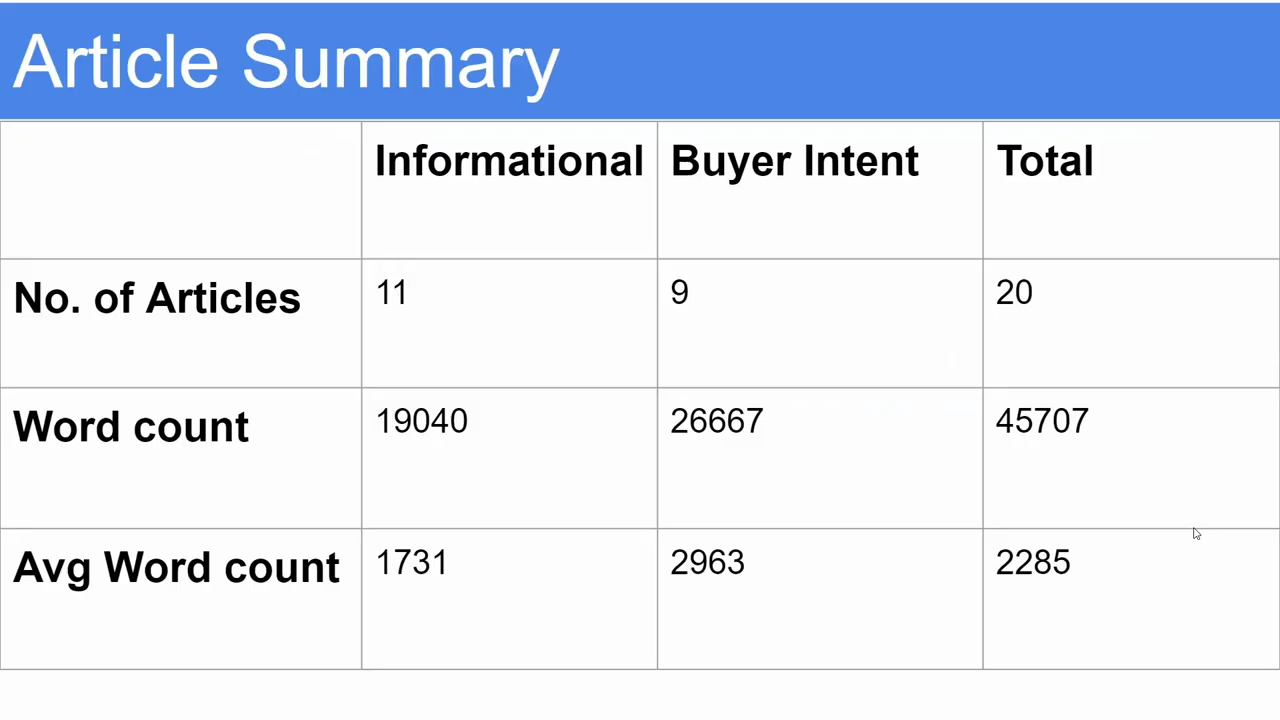 Article Summary
Informational Buyer Intent Total
No. of Articles 11 9 20
Word count 19040 26667 45707
Avg Word count 1731 2963 2285